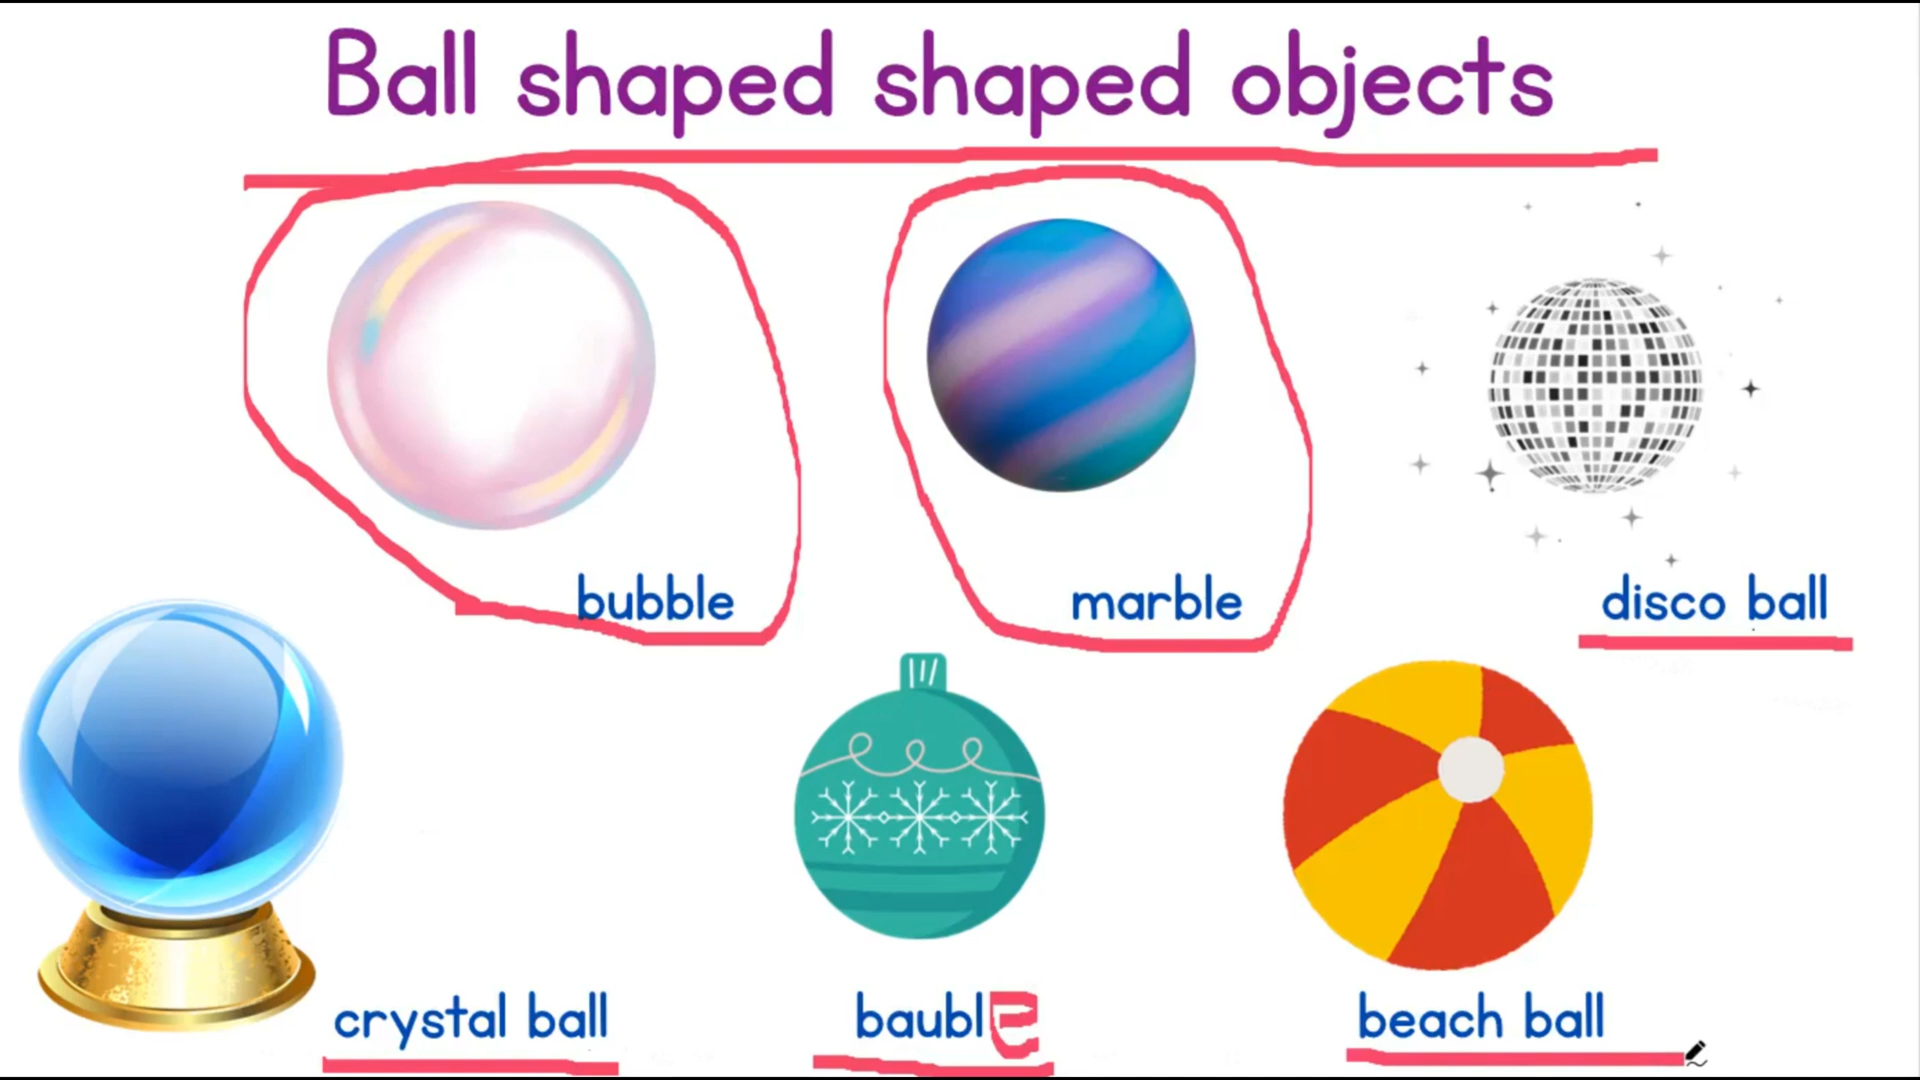 Ball shaped shaped objects
bubble
marble
disco ball
crystal ball
bauble
beach ball